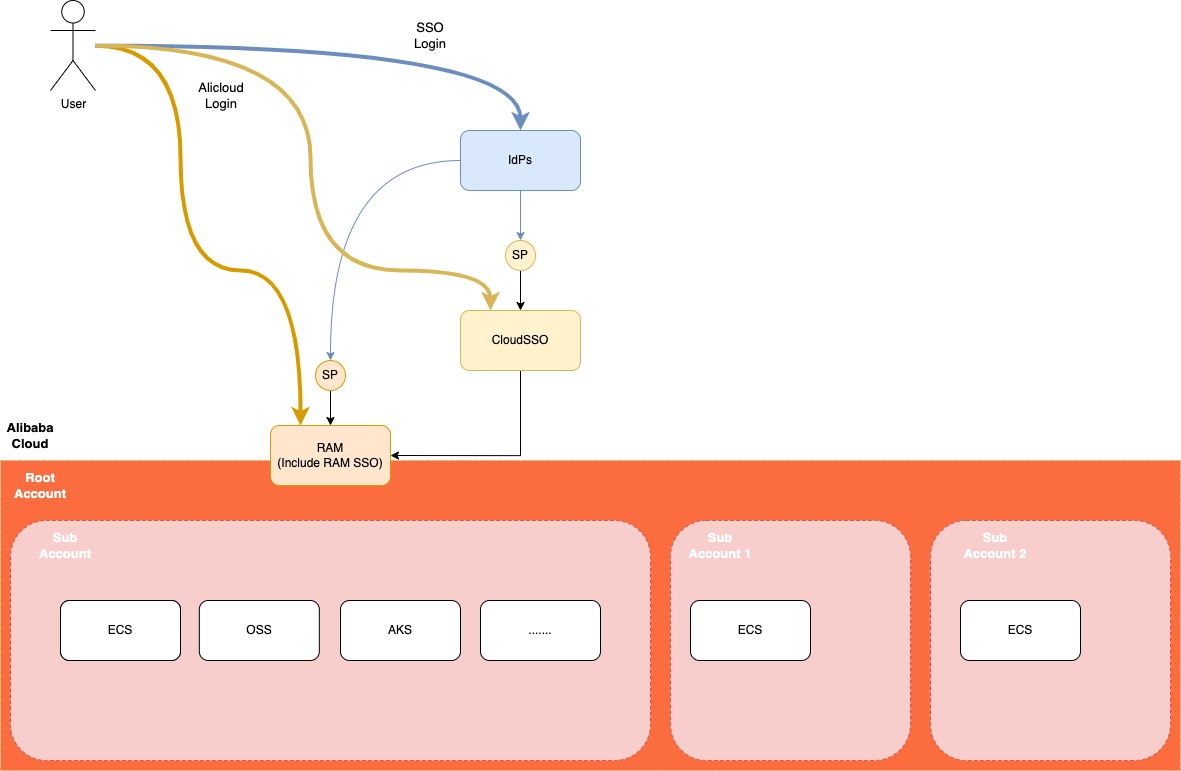 SSO
Login
Alicloud
Login
User
IdPs
SP
CloudSSO
SP
Alibaba
Cloud
RAM
(Include RAM SSO)
Root
Account
Sub
Account
Sub
Account 1
Sub
Account 2
ECS
OSS
AKS
.......
ECS
ECS